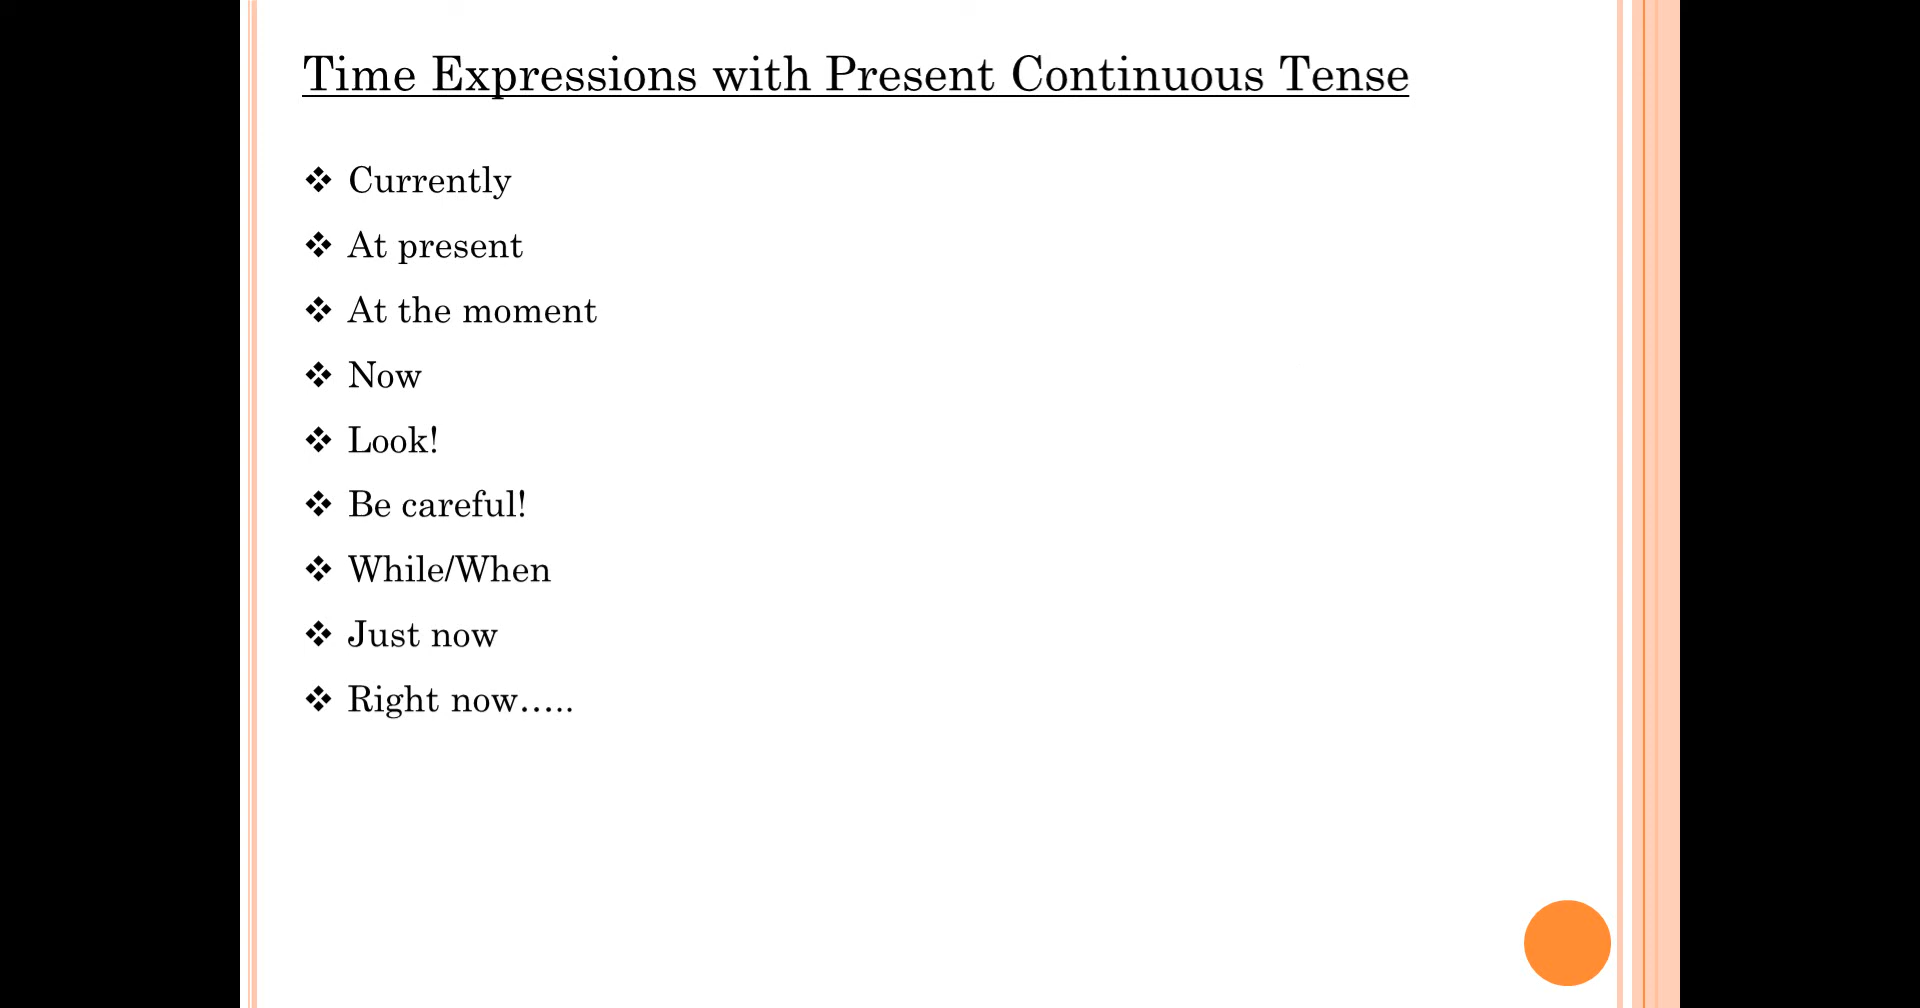 Time Expressions with Present Continuous Tense
❖ Currently
❖ At present
❖ At the moment
❖ Now
❖ Look!
❖ Be careful!
❖ While/When
❖ Just now
❖ Right now…..